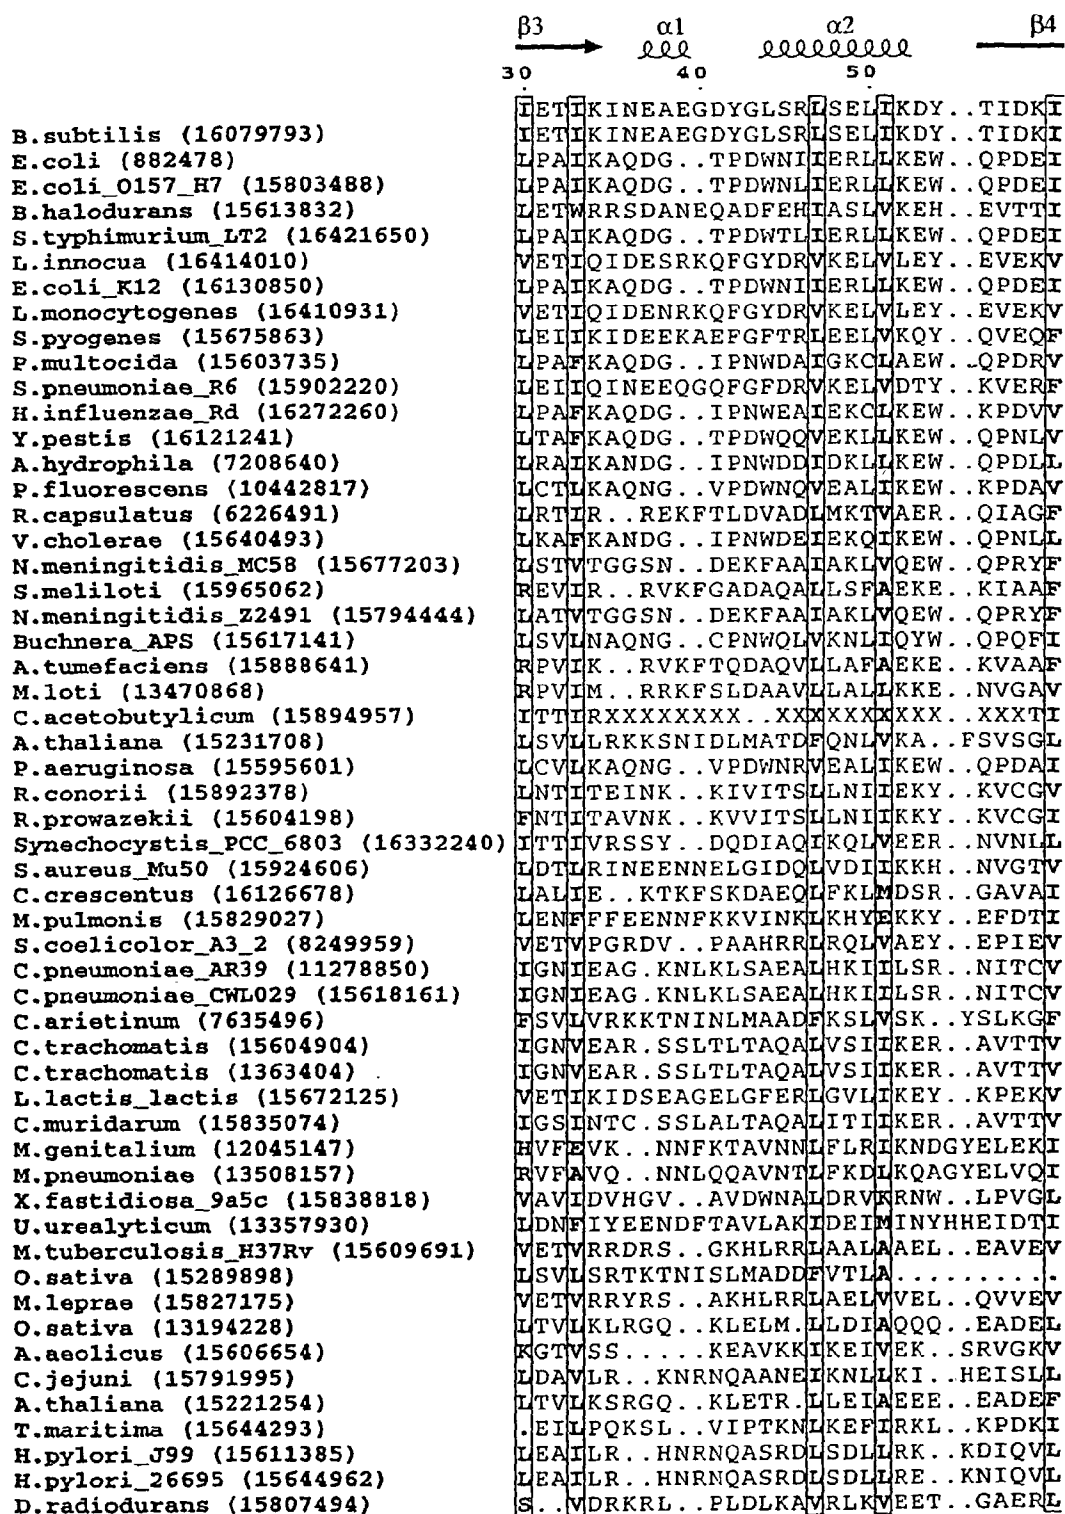 β3 α1 α2 β4
30 40 50
IETIKINEAEGDYGLSRLSELIKDY..TIDKI
B.subtilis (16079793) IETIKINEAEGDYGLSRLSELIKDY..TIDKI
E.coli (882478) LPAIKAQDG..TPDWNIIERLLKEW..QPDEI
E.coli_O157_H7 (15803488) LPAIKAQDG..TPDWNLIERLLKEW..QPDEI
B.halodurans (15613832) LETWRRSDANEQADFEHIASLVKEH..EVTTI
S.typhimurium_LT2 (16421650) LPAIKAQDG..TPDWTLIERLLKEW..QPDEI
L.innocua (16414010) VETIQIDESRKQFGYDRVKELVLEY..EVEKV
E.coli_K12 (16130850) LPAIKAQDG..TPDWNIIERLLKEW..QPDEI
L.monocytogenes (16410931) VETIQIDENRKQFGYDRVKELVLEY..EVEKV
S.pyogenes (15675863) LEIIKIDEEKAEFGFTRLEELVKQY..QVEQF
P.multocida (15603735) LPAFKAQDG..IPNWDAIGKCLAEW..QPDRV
S.pneumoniae_R6 (15902220) LEIIQINEEQGQFGFDRVKELVDTY..KVERF
H.influenzae_Rd (16272260) LPAFKAQDG..IPNWEAIEKCLKEW..KPDVV
Y.pestis (16121241) LTAFKAQDG..TPDWQQVEKLLKEW..QPNLV
A.hydrophila (7208640) LRAIKANDG..IPNWDDIDKLLKEW..QPDLL
P.fluorescens (10442817) LCTLKAQNG..VPDWNQVEALIKEW..KPDAV
R.capsulatus (6226491) LRTIR..REKFTLDVADLMKTVAER..QIAGF
V.cholerae (15640493) LKAFKANDG..IPNWDEIEKQIKEW..QPNLL
N.meningitidis_MC58 (15677203) LSTVTGGSN..DEKFAAIAKLVQEW..QPRYF
S.meliloti (15965062) REVIR..RVKFGADAQALLSFAEKE..KIAAF
N.meningitidis_Z2491 (15794444) LATVTGGSN..DEKFAAIAKLVQEW..QPRYF
Buchnera_APS (15617141) LSVLNAQNG..CPNWQLVKNLIQYW..QPQFI
A.tumefaciens (15888641) RPVIK..RVKFTQDAQVLLAFAEKE..KVAAF
M.loti (13470868) RPVIM..RRKFSLDAAVLLALLKKE..NVGAV
C.acetobutylicum (15894957) ITTIRXXXXXXXX..XXXXXXXXXX..XXXTI
A.thaliana (15231708) LSVLLRKKSNIDLMATDFQNLVKA..FSVSGL
P.aeruginosa (15595601) LCVLKAQNG..VPDWNRVEALIKEW..QPDAI
R.conorii (15892378) LNTITEINK..KIVITSLLNIIEKY..KVCGV
R.prowazekii (15604198) FNTITAVNK..KVVITSLLNIIKKY..KVCGI
Synechocystis_PCC_6803 (16332240) ITTIVRSSY..DQDIAQIKQLVEER..NVNLL
S.aureus_Mu50 (15924606) LDTLRINEENNELGIDQLVDIIKKH..NVGTV
C.crescentus (16126678) LALIE..KTKFSKDAEQLFKLMDSR..GAVAI
M.pulmonis (15829027) LENFFFEENNFKKVINKLKHYEKKY..EFDTI
S.coelicolor_A3_2 (8249959) VETVPGRDV..PAAHRRLRQLVAEY..EPIEV
C.pneumoniae_AR39 (11278850) IGNIEAG.KNLKLSAEALHKIILSR..NITCV
C.pneumoniae_CWL029 (15618161) IGNIEAG.KNLKLSAEALHKIILSR..NITCV
C.arietinum (7635496) FSVLVRKKTNINLMAADFKSLVSK..YSLKGF
C.trachomatis (15604904) IGNVEAR.SSLTLTAQALVSIIKER..AVTTV
C.trachomatis (1363404) IGNVEAR.SSLTLTAQALVSIIKER..AVTTV
L.lactis_lactis (15672125) VETIKIDSEAGELGFERLGVLIKEY..KPEKV
C.muridarum (15835074) IGSINTC.SSLALTAQALITIIKER..AVTTV
M.genitalium (12045147) HVFEVK..NNFKTAVNNLFLRIKNDGYELEKI
M.pneumoniae (13508157) RVFAVQ..NNLQQAVNTLFKDLKQAGYELVQI
X.fastidiosa_9a5c (15838818) VAVIDVHGV..AVDWNALDRVKRNW..LPVGL
U.urealyticum (13357930) LDNFIYEENDFTAVLAKIDEIMINYHHEIDTI
M.tuberculosis_H37Rv (15609691) VETVRRDRS..GKHLRRLAALAAEL..EAVEV
O.sativa (15289898) LSVLSRTKTNISLMADDFVTLA..........
M.leprae (15827175) VETVRRYRS..AKHLRRLAELVVEL..QVVEV
O.sativa (13194228) LTVLKLRGQ..KLELM.LLDIAQQQ..EADEL
A.aeolicus (15606654) KGTVSS.....KEAVKKIKEIVEK..SRVGKV
C.jejuni (15791995) LDAVLR..KNRNQAANEIKNLLKI..HEISLL
A.thaliana (15221254) LTVLKSRGQ..KLETR.LLEIAEEE..EADEF
T.maritima (15644293) .EILPQKSL..VIPTKNLKEFIRKL..KPDKI
H.pylori_J99 (15611385) LEAILR..HNRNQASRDLSDLLRK..KDIQVL
H.pylori_26695 (15644962) LEAILR..HNRNQASRDLSDLLRE..KNIQVL
D.radiodurans (15807494) S..VDRKRL..PLDLKAVRLKVEET..GAERL